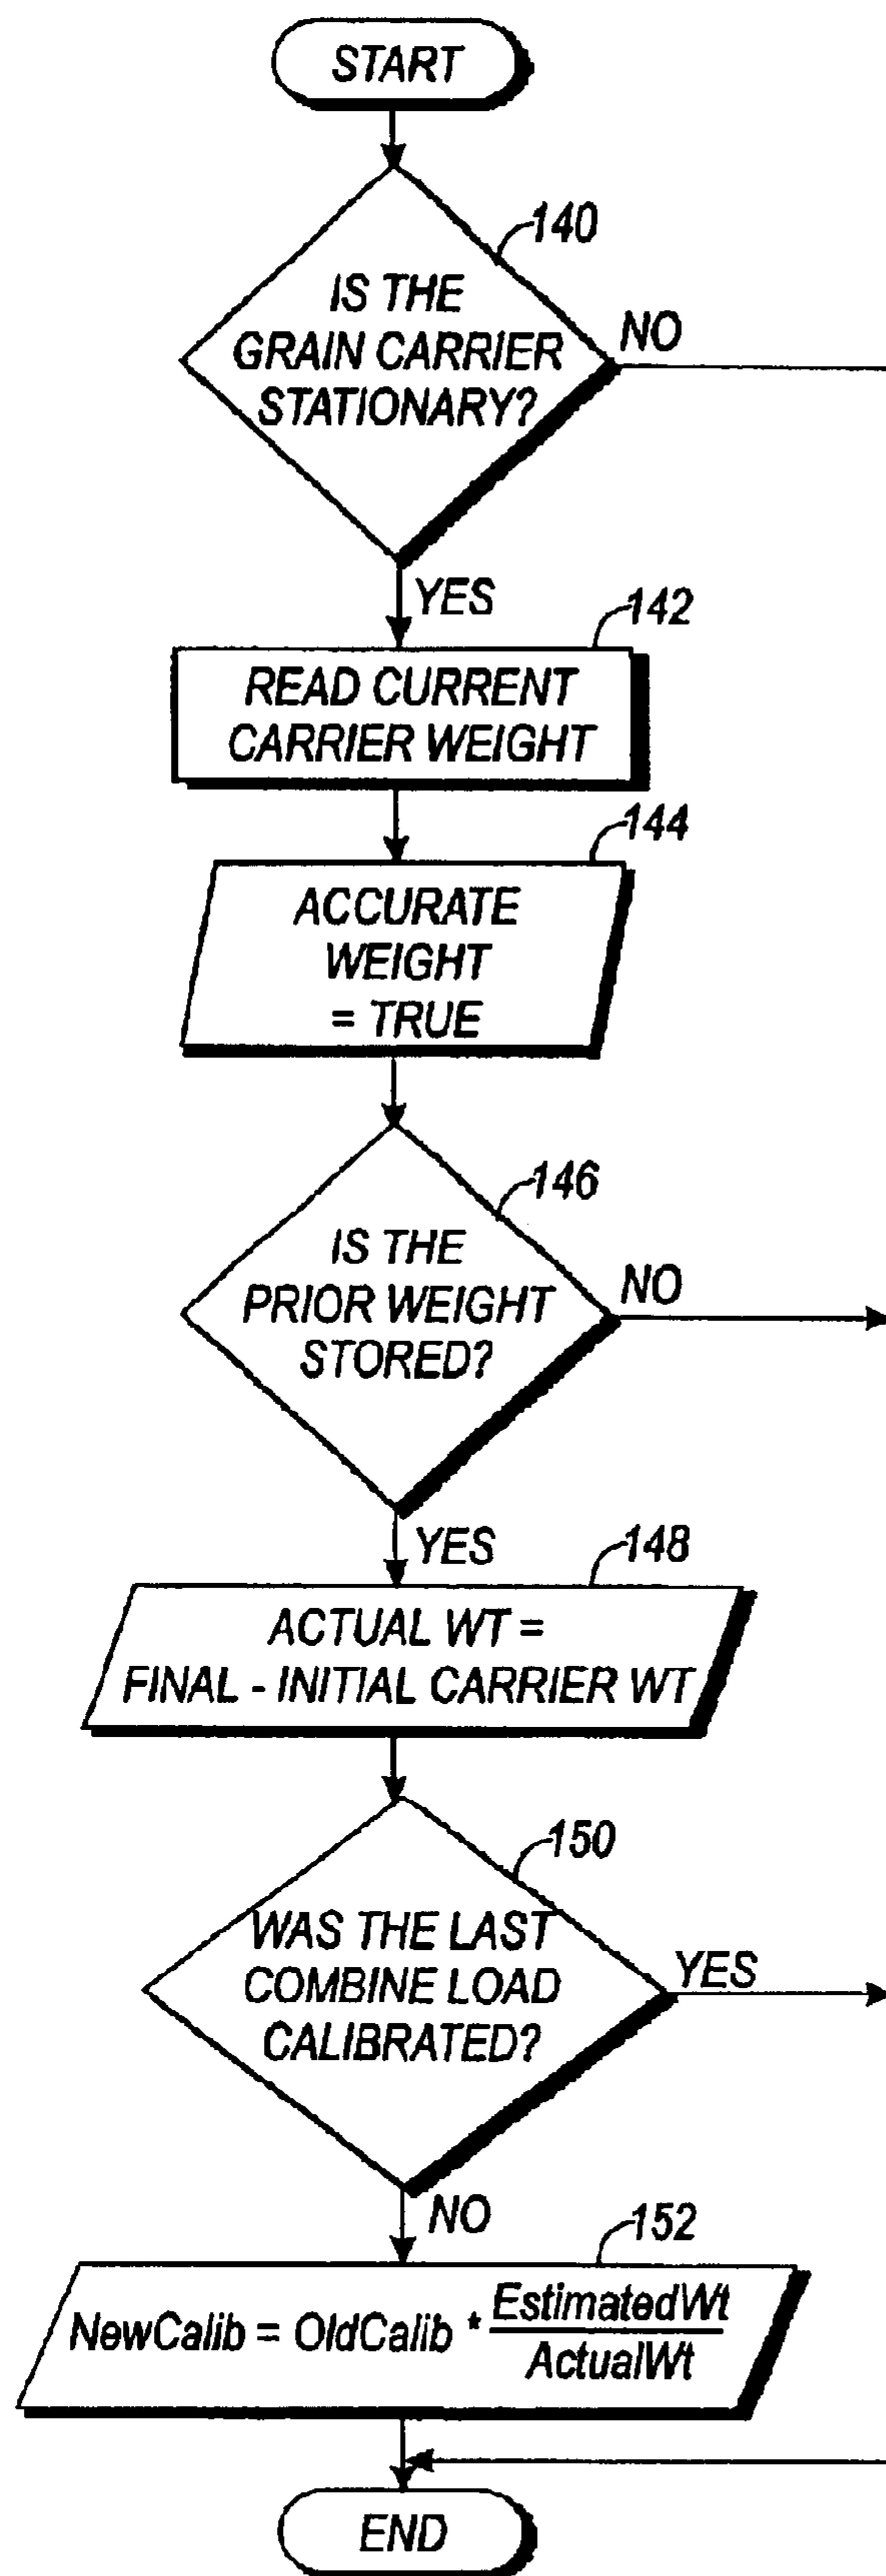 START
140
IS THE
GRAIN CARRIER
STATIONARY?
NO
YES
142
READ CURRENT
CARRIER WEIGHT
144
ACCURATE
WEIGHT
= TRUE
146
IS THE
PRIOR WEIGHT
STORED?
NO
YES
148
ACTUAL WT =
FINAL - INITIAL CARRIER WT
150
WAS THE LAST
COMBINE LOAD
CALIBRATED?
YES
NO
152
NewCalib = OldCalib * EstimatedWt
ActualWt
END